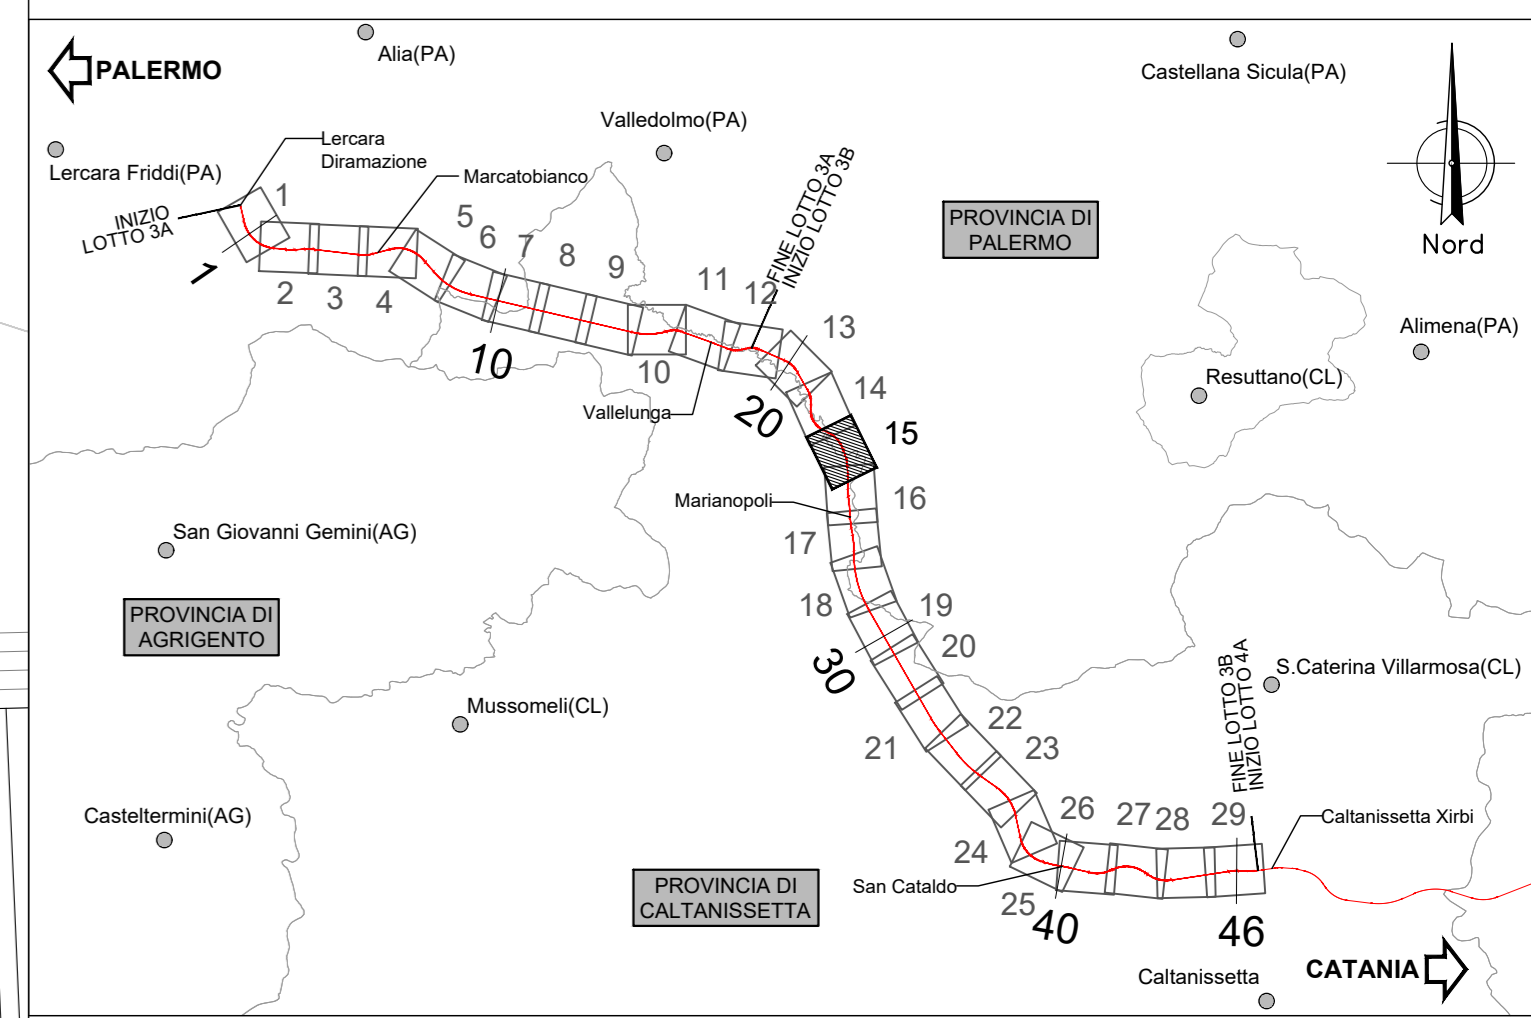 Alia(PA)
PALERMO
Castellana Sicula(PA)
Valledolmo(PA)
Lercara
Diramazione
Lercara Friddi(PA)
Marcatobianco
INIZIO
LOTTO 3A
FINE LOTTO 3A
INIZIO LOTTO 3B
PROVINCIA DI
PALERMO
Nord
1
1
2
3
4
5
6
7
8
9
10
10
11
12
13
14
15
20
Vallelunga
Alimena(PA)
Resuttano(CL)
Marianopoli
16
17
San Giovanni Gemini(AG)
PROVINCIA DI
AGRIGENTO
18
19
20
30
Mussomeli(CL)
21
22
23
FINE LOTTO 3B
INIZIO LOTTO 4A
S.Caterina Villarmosa(CL)
Casteltermini(AG)
24
25
26
27
28
29
Caltanissetta Xirbi
San Cataldo
40
46
PROVINCIA DI
CALTANISSETTA
Caltanissetta
CATANIA